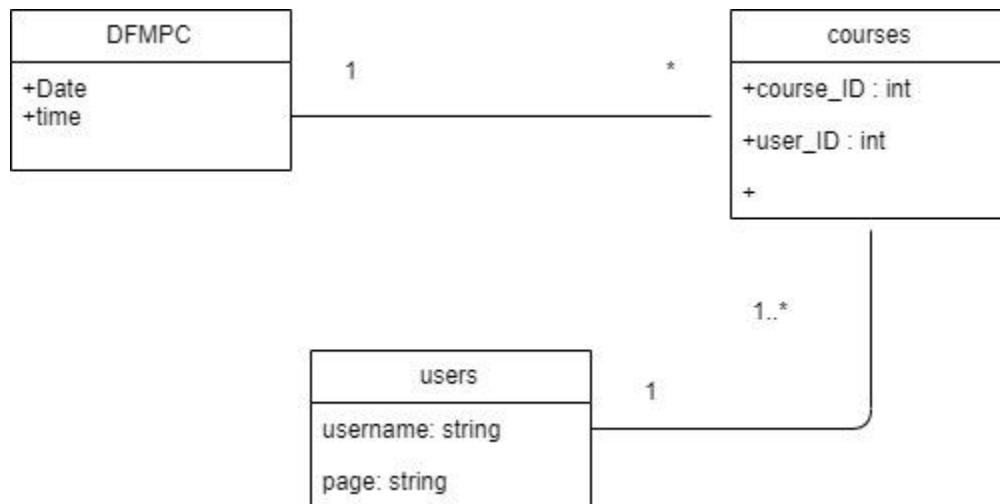 DFMPC
+Date
+time
1
*
courses
+course_ID : int
+user_ID : int
+
1..*
1
users
username: string
page: string